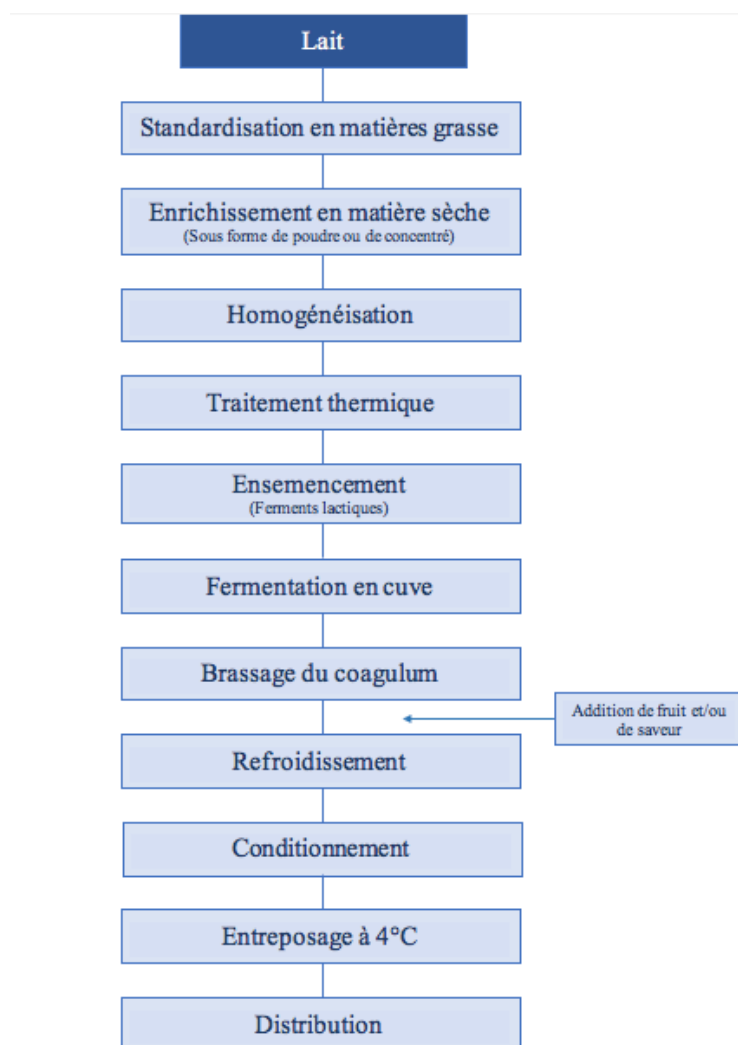 Lait
Standardisation en matières grasse
Enrichissement en matière sèche
(Sous forme de poudre ou de concentré)
Homogénéisation
Traitement thermique
Ensemencement
(Ferments lactiques)
Fermentation en cuve
Brassage du coagulum
Addition de fruit et/ou
de saveur
Refroidissement
Conditionnement
Entreposage à 4°C
Distribution